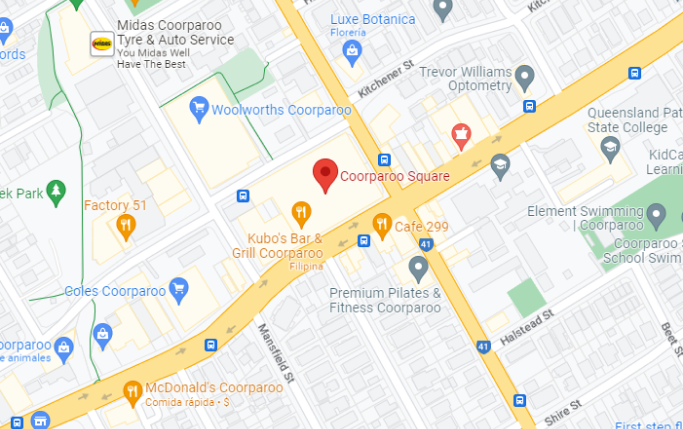 Midas Coorparoo
Tyre & Auto Service
You Midas Well
Have The Best
MIDAS
Luxe Botanica
Florería
Kitchener St
Trevor Williams
Optometry
Woolworths Coorparoo
Queensland Pat
State College
KidCa
Learni
Coorparoo Square
ek Park
Factory 51
Kubo's Bar &
Grill Coorparoo
Filipina
Cafe 299
41
Element Swimming
| Coorparoo
Coorparoo S
School Swim
Coles Coorparoo
Premium Pilates &
Fitness Coorparoo
Halstead St
41
Mansfield St
Beet St
oorparoo
e animales
McDonald's Coorparoo
Comida rápida • $
Shire St
First step f
ords